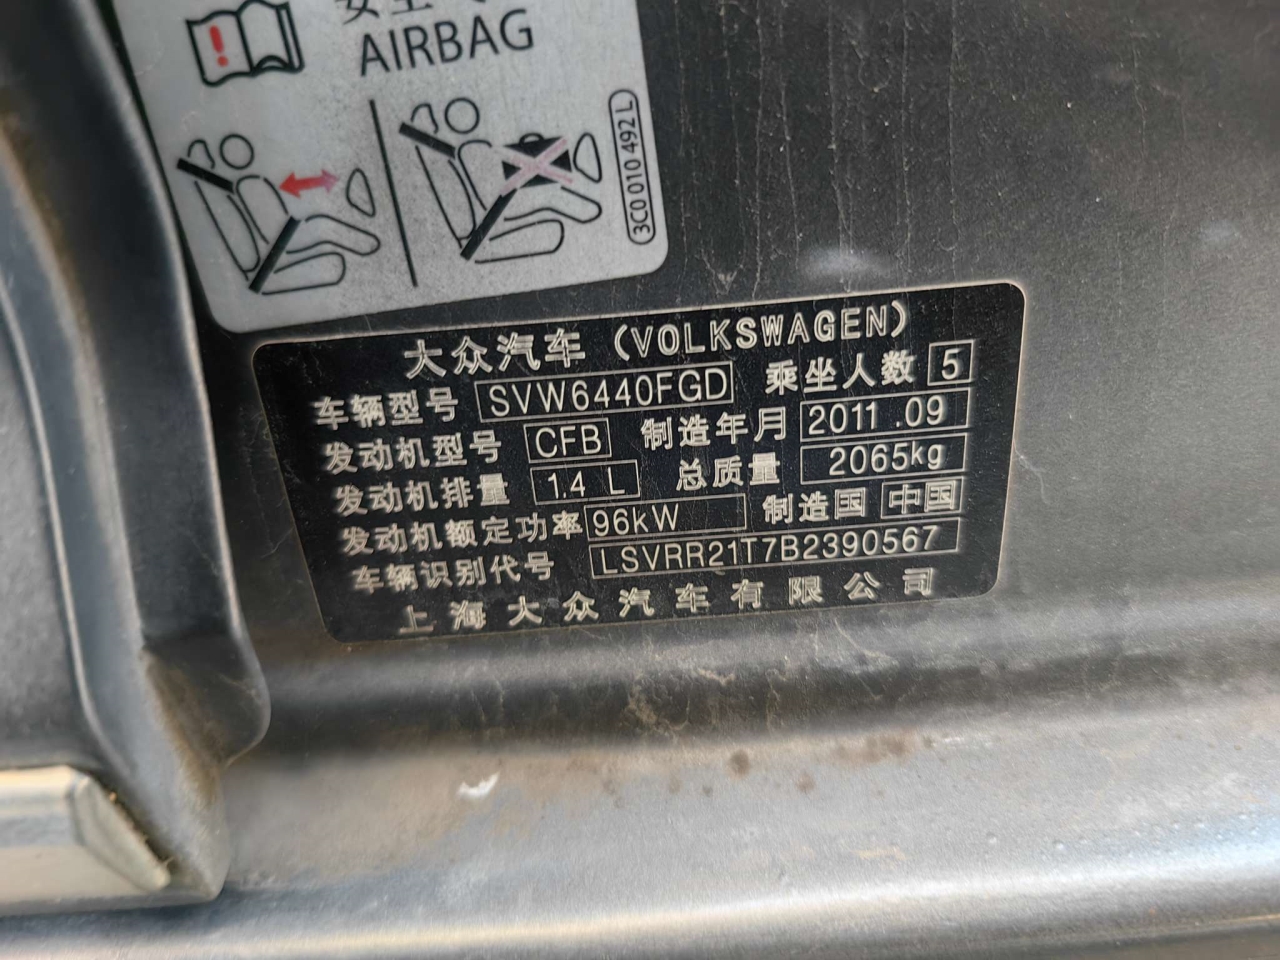 安全
AIRBAG
3C0 010 492 L
大众汽车 (VOLKSWAGEN)
车辆型号 SVW6440FGD 乘坐人数 5
发动机型号 CFB 制造年月 2011.09
发动机排量 1.4 L 总质量 2065kg
发动机额定功率 96kW 制造国 中国
车辆识别代号 LSVRR21T7B2390567
上海大众汽车有限公司